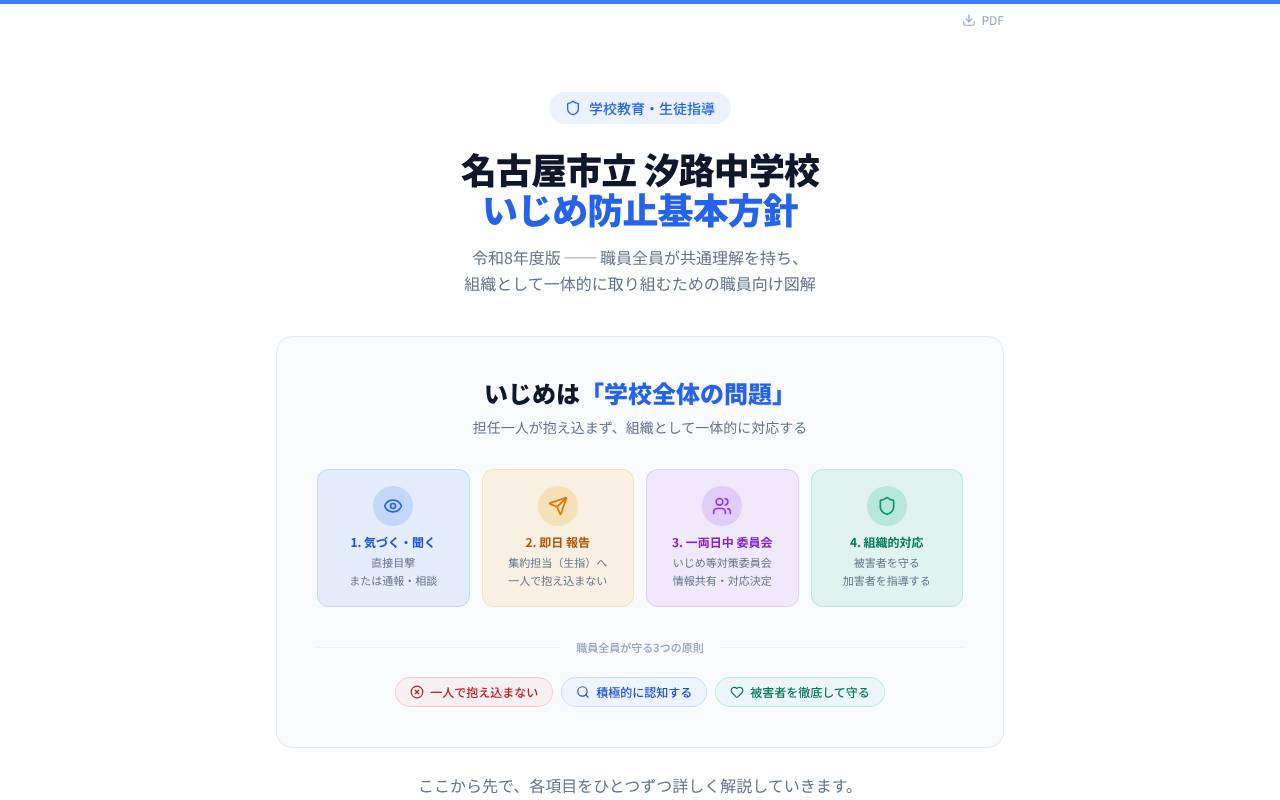 PDF
学校教育・生徒指導
名古屋市立 汐路中学校
いじめ防止基本方針
令和8年度版 ── 職員全員が共通理解を持ち、
組織として一体的に取り組むための職員向け図解
いじめは「学校全体の問題」
担任一人が抱え込まず、組織として一体的に対応する
1. 気づく・聞く
直接目撃
または通報・相談
2. 即日 報告
集約担当（生指）へ
一人で抱え込まない
3. 一両日中 委員会
いじめ等対策委員会
情報共有・対応決定
4. 組織的対応
被害者を守る
加害者を指導する
職員全員が守る3つの原則
一人で抱え込まない
積極的に認知する
被害者を徹底して守る
ここから先で、各項目をひとつずつ詳しく解説していきます。